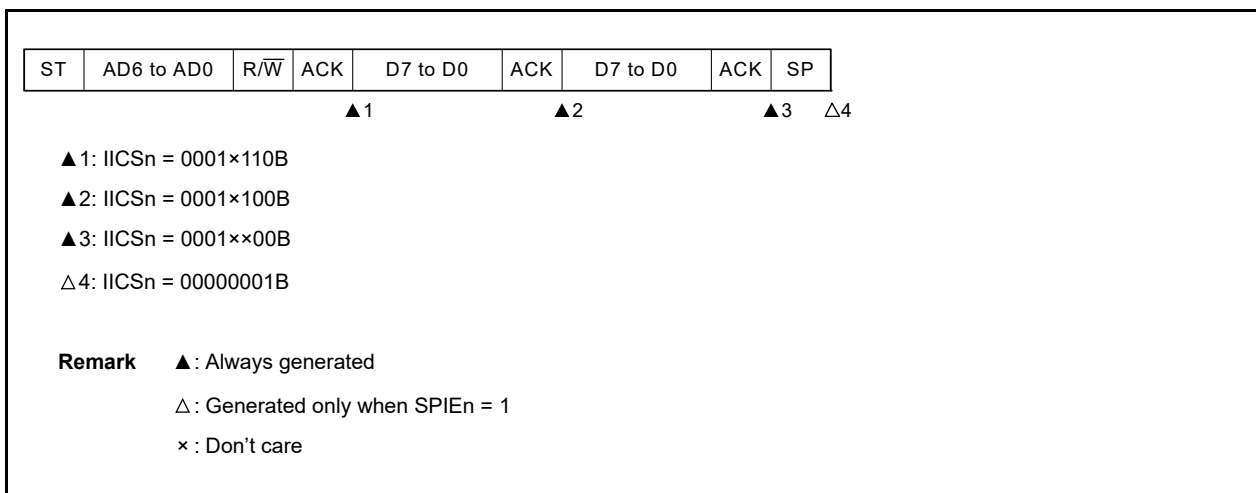 ST AD6 to AD0 R/W̅ ACK D7 to D0 ACK D7 to D0 ACK SP
▲1 ▲2 ▲3 △4
▲1: IICSn = 0001×110B
▲2: IICSn = 0001×100B
▲3: IICSn = 0001××00B
△4: IICSn = 00000001B
Remark ▲: Always generated
△: Generated only when SPIEn = 1
×: Don’t care